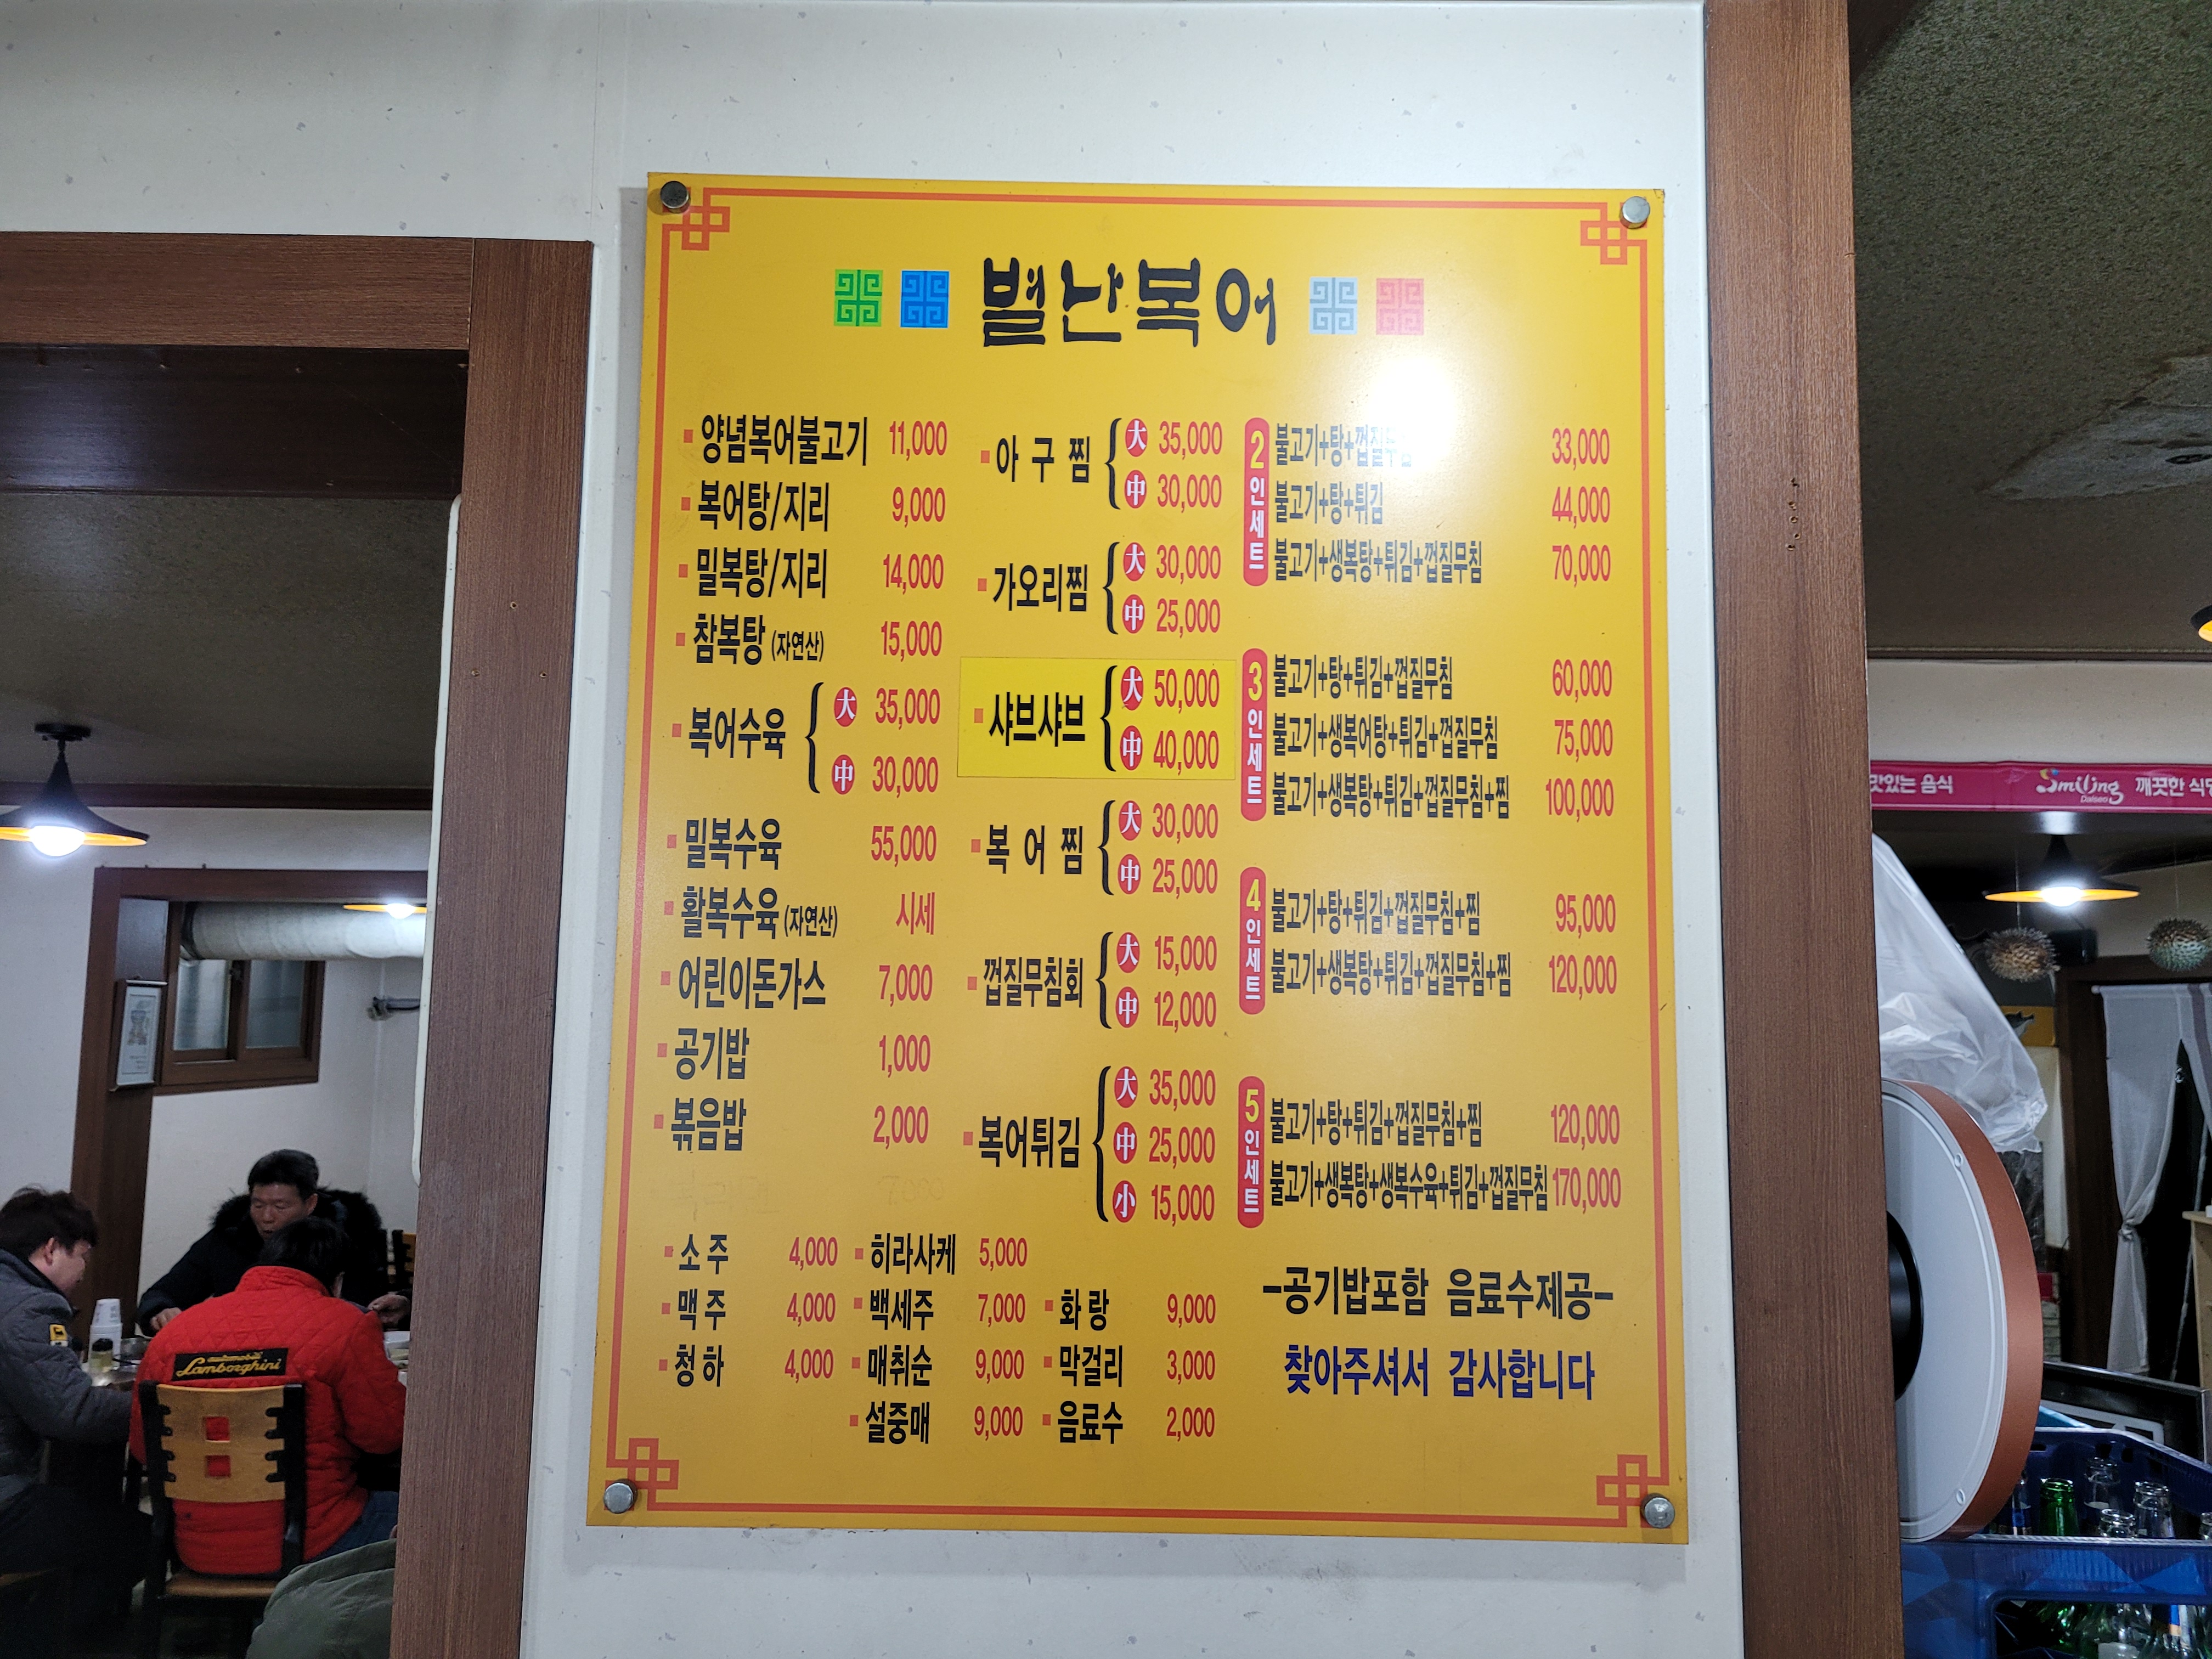 별난복어
양념복어불고기 11,000
복어탕/지리 9,000
밀복탕/지리 14,000
참복탕 (자연산) 15,000
복어수육 大 35,000
中 30,000
밀복수육 55,000
활복수육 (자연산) 시세
어린이돈가스 7,000
공기밥 1,000
볶음밥 2,000
아구찜 大 35,000
中 30,000
가오리찜 大 30,000
中 25,000
샤브샤브 大 50,000
中 40,000
복어찜 大 30,000
中 25,000
껍질무침회 大 15,000
中 12,000
복어튀김 大 35,000
中 25,000
小 15,000
2인세트
불고기+탕+껍질무침 33,000
불고기+탕+튀김 44,000
불고기+생복탕+튀김+껍질무침 70,000
3인세트
불고기+탕+튀김+껍질무침 60,000
불고기+생복어탕+튀김+껍질무침 75,000
불고기+생복탕+튀김+껍질무침+찜 100,000
4인세트
불고기+탕+튀김+껍질무침+찜 95,000
불고기+생복탕+튀김+껍질무침+찜 120,000
5인세트
불고기+탕+튀김+껍질무침+찜 120,000
불고기+생복탕+생복수육+튀김+껍질무침 170,000
소주 4,000 히라사케 5,000
맥주 4,000 백세주 7,000 화랑 9,000
청하 4,000 매취순 9,000 막걸리 3,000
설중매 9,000 음료수 2,000
-공기밥포함 음료수제공-
찾아주셔서 감사합니다
맛있는 음식 Smiling Dalseo 깨끗한 식당
automobili
Lamborghini